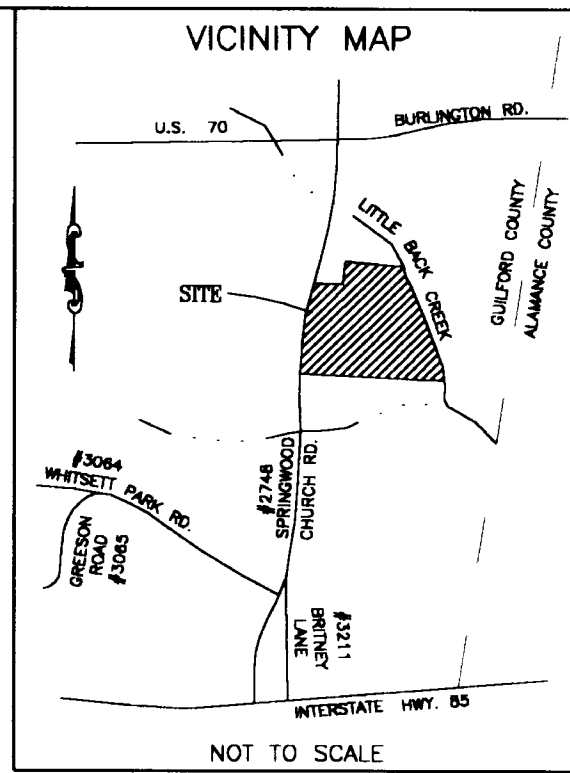 VICINITY MAP
U.S. 70
BURLINGTON RD.
LITTLE BACK CREEK
GUILFORD COUNTY
ALAMANCE COUNTY
SITE
#3064
WHITSETT PARK RD.
GREESON
ROAD
#3065
#2748
SPRINGWOOD
CHURCH RD.
#3211
BRITNEY
LANE
INTERSTATE HWY. 85
NOT TO SCALE